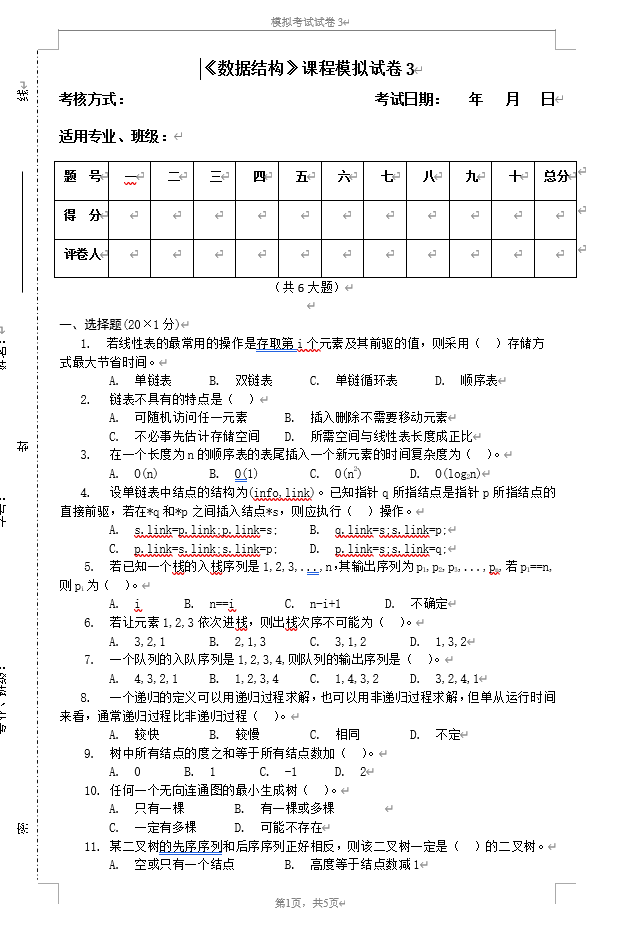 模拟考试试卷3
《数据结构》课程模拟试卷3
考核方式： 考试日期： 年 月 日
适用专业、班级：
题 号 一 二 三 四 五 六 七 八 九 十 总分
得 分
评卷人
（共6大题）
一、选择题(20×1分)
1. 若线性表的最常用的操作是存取第i个元素及其前驱的值，则采用（ ）存储方
式最大节省时间。
A. 单链表 B. 双链表 C. 单链循环表 D. 顺序表
2. 链表不具有的特点是（ ）
A. 可随机访问任一元素 B. 插入删除不需要移动元素
C. 不必事先估计存储空间 D. 所需空间与线性表长度成正比
3. 在一个长度为n的顺序表的表尾插入一个新元素的时间复杂度为（ ）。
A. O(n) B. O(1) C. O(n²) D. O(log₂n)
4. 设单链表中结点的结构为(info,link)。已知指针q所指结点是指针p所指结点的
直接前驱，若在*q和*p之间插入结点*s，则应执行（ ）操作。
A. s.link=p.link;p.link=s; B. q.link=s;s.link=p;
C. p.link=s.link;s.link=p; D. p.link=s;s.link=q;
5. 若已知一个栈的入栈序列是1,2,3,...,n,其输出序列为p₁,p₂,p₃,...,pₙ,若p₁==n,
则pᵢ为（ ）。
A. i B. n==i C. n-i+1 D. 不确定
6. 若让元素1,2,3依次进栈，则出栈次序不可能为（ ）。
A. 3,2,1 B. 2,1,3 C. 3,1,2 D. 1,3,2
7. 一个队列的入队序列是1,2,3,4,则队列的输出序列是（ ）。
A. 4,3,2,1 B. 1,2,3,4 C. 1,4,3,2 D. 3,2,4,1
8. 一个递归的定义可以用递归过程求解，也可以用非递归过程求解，但单从运行时间
来看，通常递归过程比非递归过程（ ）。
A. 较快 B. 较慢 C. 相同 D. 不定
9. 树中所有结点的度之和等于所有结点数加（ ）。
A. 0 B. 1 C. -1 D. 2
10. 任何一个无向连通图的最小生成树（ ）。
A. 只有一棵 B. 有一棵或多棵
C. 一定有多棵 D. 可能不存在
11. 某二叉树的先序序列和后序序列正好相反，则该二叉树一定是（ ）的二叉树。
A. 空或只有一个结点 B. 高度等于结点数减1
第1页，共5页
线
密